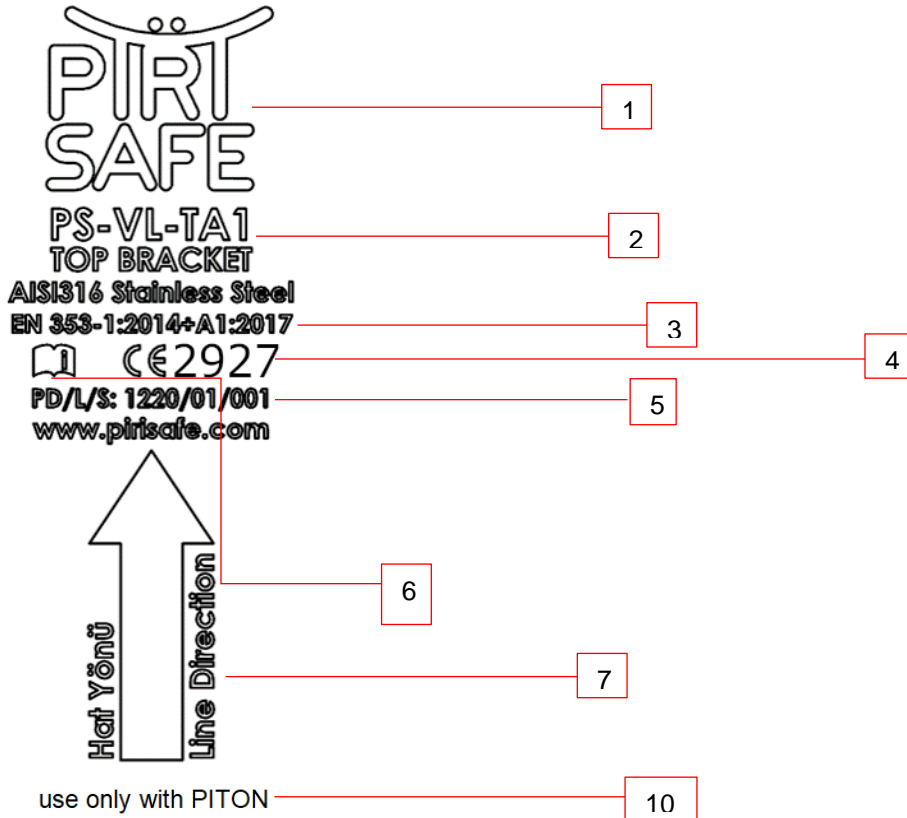 PİRİ
SAFE
1
PS-VL-TA1
2
TOP BRACKET
AISI316 Stainless Steel
EN 353-1:2014+A1:2017
3
i CE2927
4
PD/L/S: 1220/01/001
5
www.pirisafe.com
6
Hat Yönü
Line Direction
7
use only with PITON
10